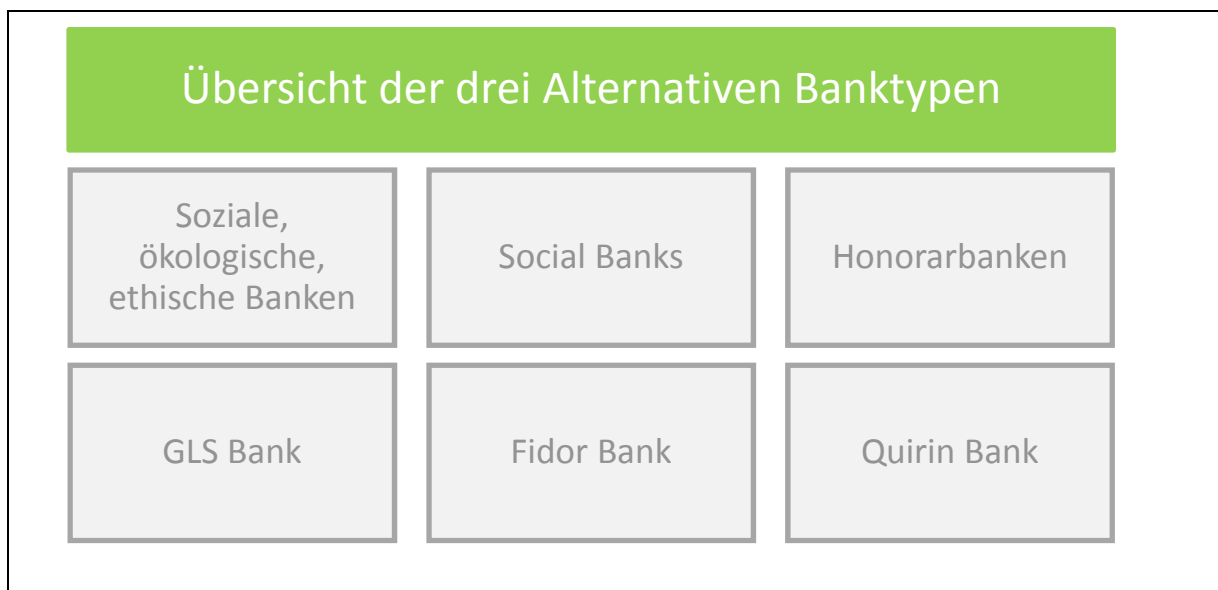 Übersicht der drei Alternativen Banktypen
Soziale,
ökologische,
ethische Banken
Social Banks
Honorarbanken
GLS Bank
Fidor Bank
Quirin Bank